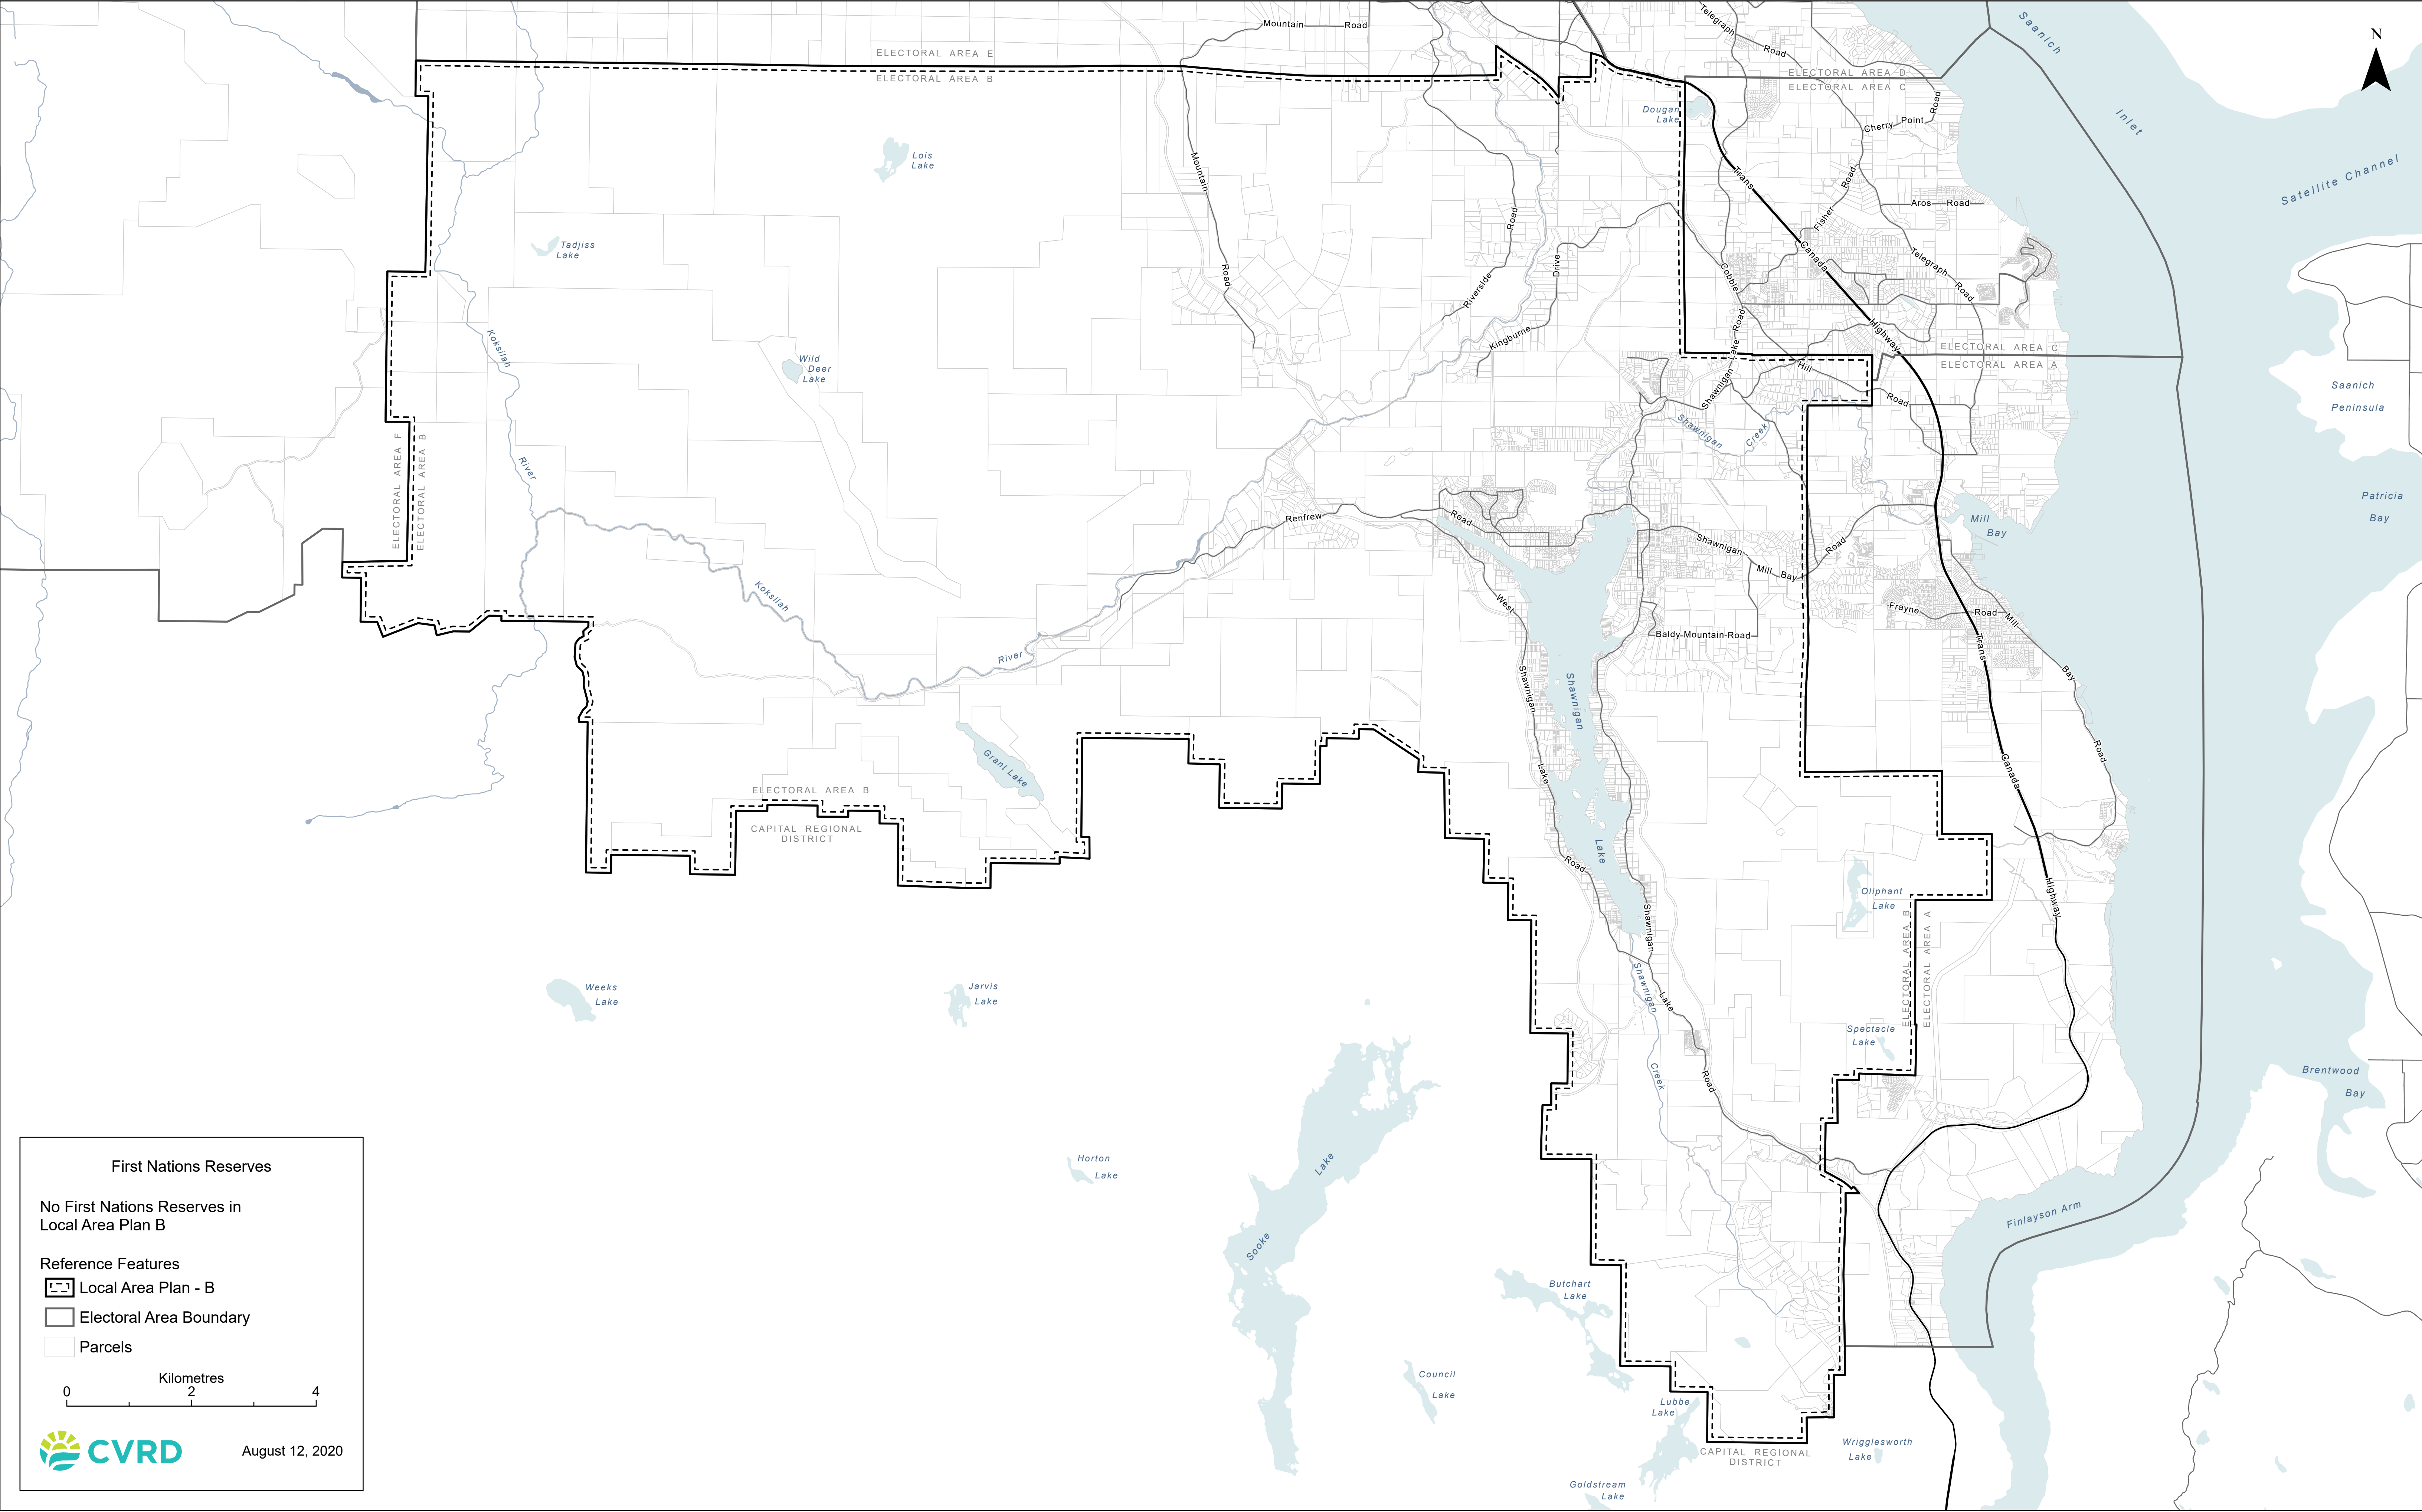 Mountain Road
ELECTORAL AREA E
ELECTORAL AREA B
Telegraph
Road
Saanich
Inlet
N
ELECTORAL AREA D
ELECTORAL AREA C
Dougan
Lake
Cherry Point
Road
Satellite Channel
Lois
Lake
Mountain
Road
Trans
Canada
Highway
Fisher
Road
Aros Road
Tadjiss
Lake
Riverside
Road
Kingburne
Drive
Cobble
Hill
Road
Telegraph
Road
Koksilah
River
Wild
Deer
Lake
Shawnigan
Lake
Road
ELECTORAL AREA C
ELECTORAL AREA A
Saanich
Peninsula
Shawnigan
Creek
ELECTORAL AREA F
ELECTORAL AREA B
Patricia
Bay
Renfrew
Road
Mill
Bay
Shawnigan
Mill Bay
Road
Koksilah
River
West
Shawnigan
Lake
Road
Baldy Mountain Road
Frayne
Road
Mill
Bay
Road
Trans
Canada
Highway
Shawnigan
Lake
Grant Lake
ELECTORAL AREA B
CAPITAL REGIONAL
DISTRICT
Oliphant
Lake
ELECTORAL AREA B
ELECTORAL AREA A
Shawnigan
Lake
Road
Shawnigan
Creek
Weeks
Lake
Jarvis
Lake
Spectacle
Lake
Brentwood
Bay
Horton
Lake
Sooke
Lake
Finlayson Arm
Butchart
Lake
Council
Lake
Lubbe
Lake
CAPITAL REGIONAL
DISTRICT
Wrigglesworth
Lake
Goldstream
Lake
First Nations Reserves
No First Nations Reserves in
Local Area Plan B
Reference Features
Local Area Plan - B
Electoral Area Boundary
Parcels
Kilometres
0 2 4
CVRD
August 12, 2020